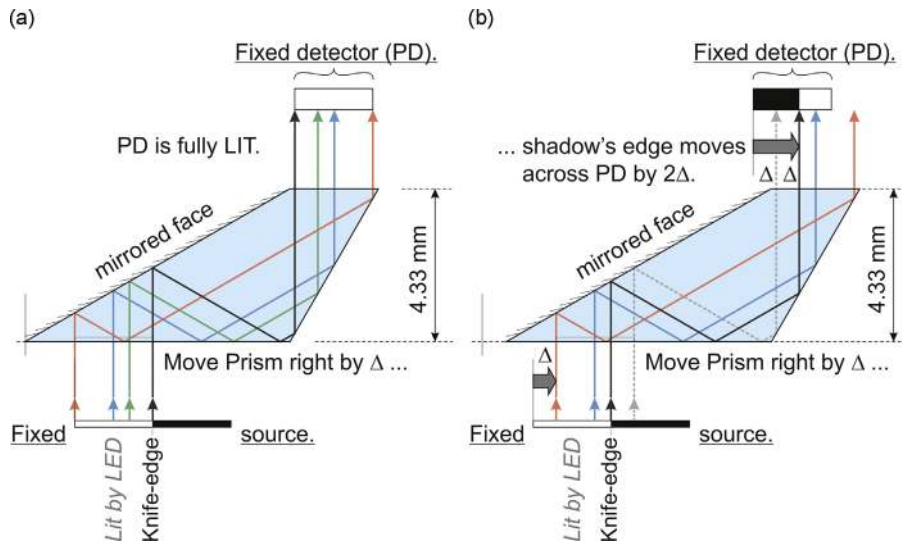 (a)
Fixed detector (PD).
PD is fully LIT.
mirrored face
4.33 mm
Move Prism right by Δ ...
Fixed
source.
Lit by LED
Knife-edge
(b)
Fixed detector (PD).
... shadow's edge moves
across PD by 2Δ.
Δ Δ
mirrored face
4.33 mm
Δ
Move Prism right by Δ ...
Fixed
source.
Lit by LED
Knife-edge